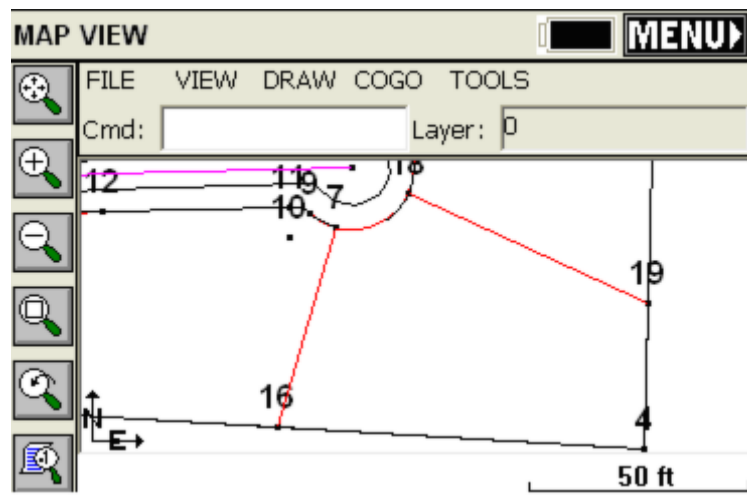 MAP VIEW MENU
FILE VIEW DRAW COGO TOOLS
Cmd: Layer: 0
12 11 9 7 18
10
19
16
4
N
E
50 ft